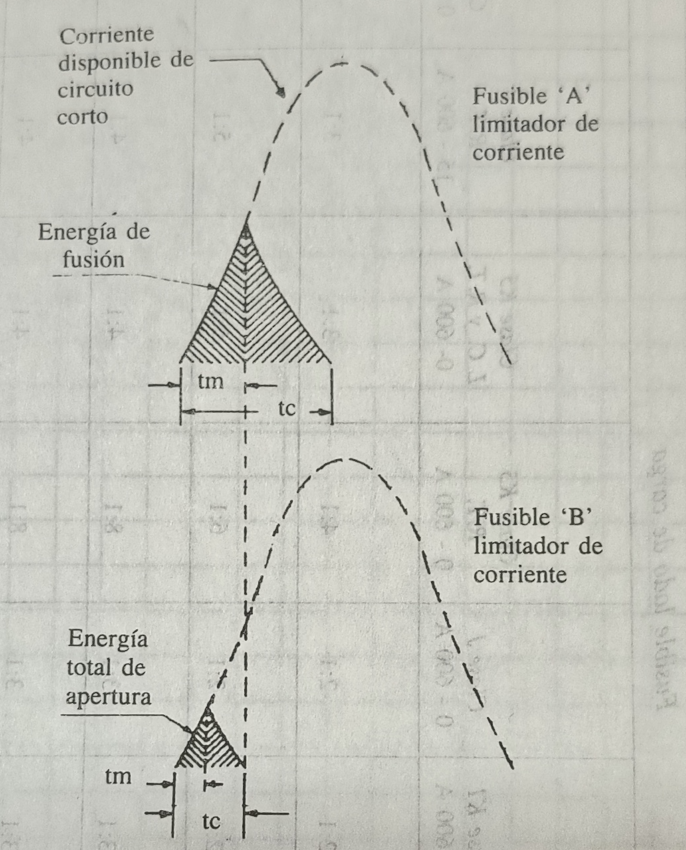 Corriente
disponible de
circuito
corto
Fusible ‘A’
limitador de
corriente
Energía de
fusión
tm
tc
Fusible ‘B’
limitador de
corriente
Energía
total de
apertura
tm
tc